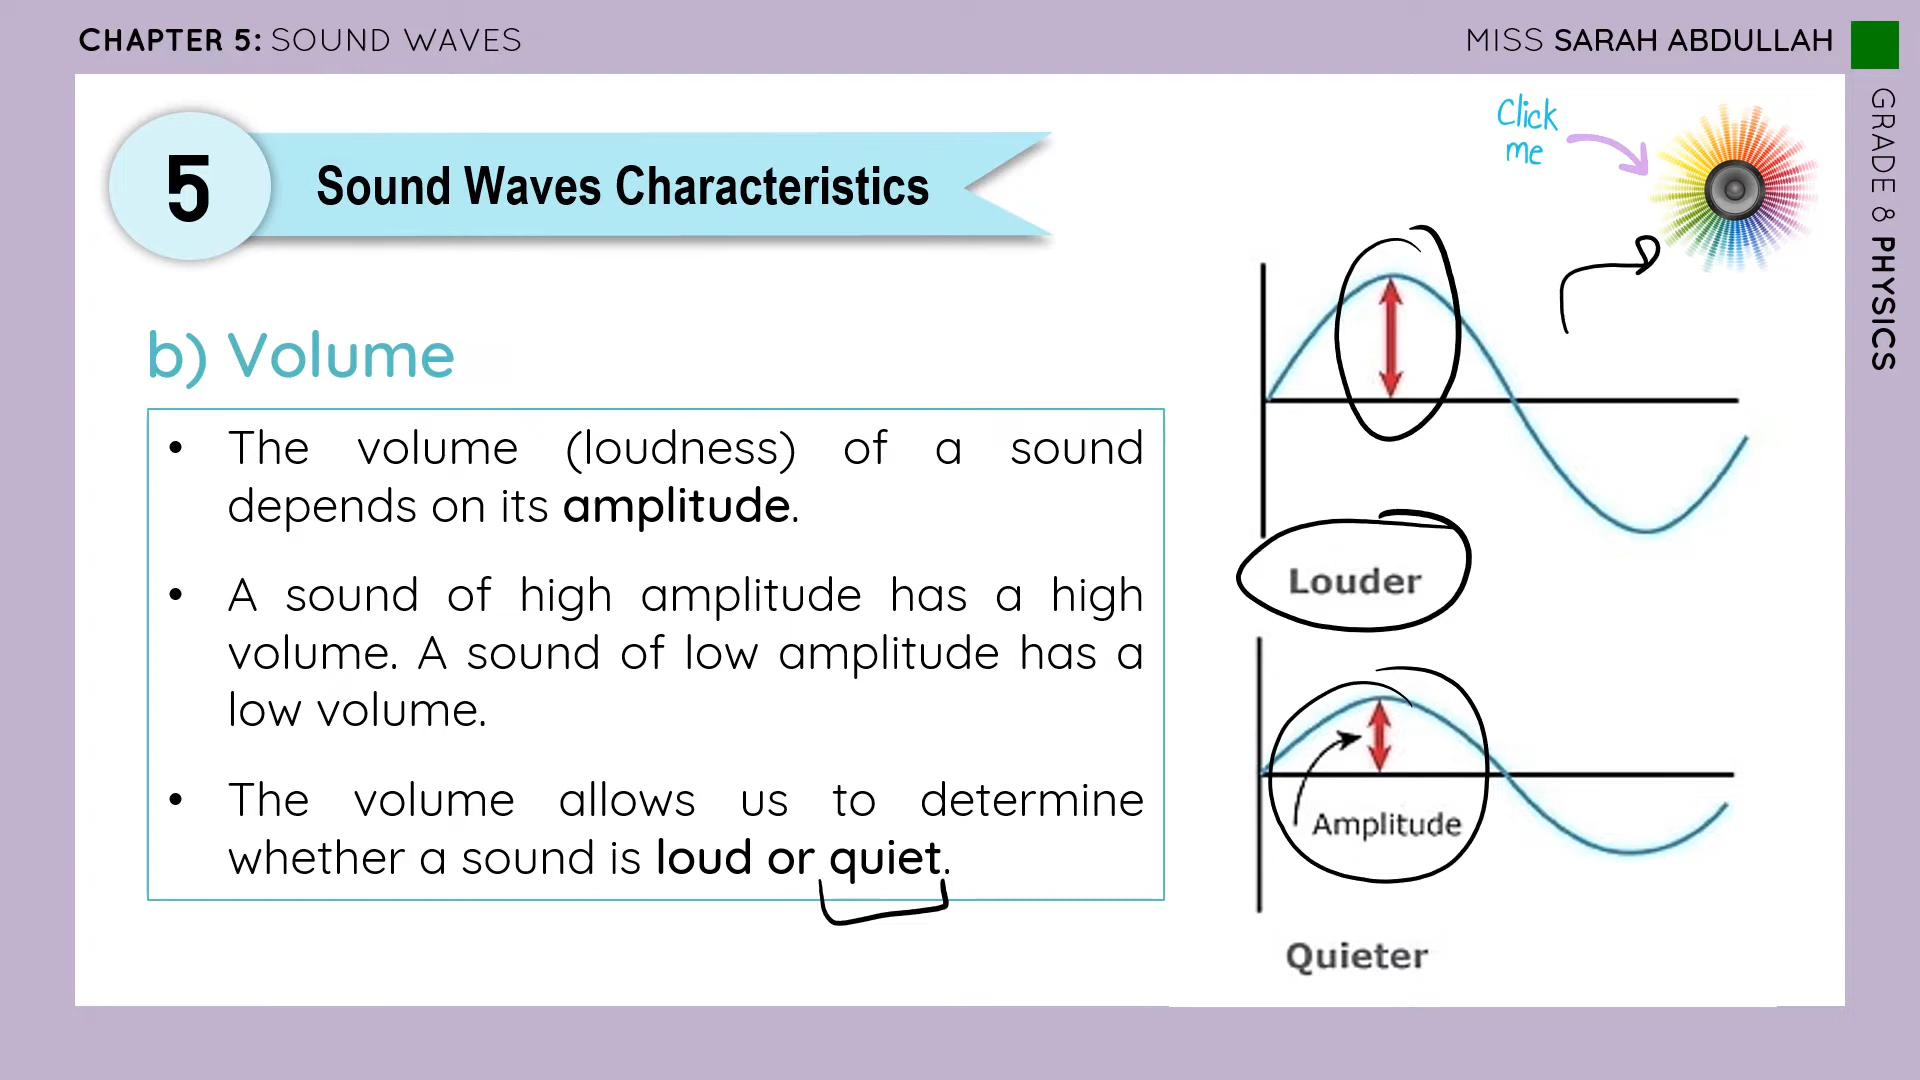 CHAPTER 5: SOUND WAVES
MISS SARAH ABDULLAH
GRADE 8 PHYSICS
Click
me
5
Sound Waves Characteristics
b) Volume
• The volume (loudness) of a sound
depends on its amplitude.
• A sound of high amplitude has a high
volume. A sound of low amplitude has a
low volume.
• The volume allows us to determine
whether a sound is loud or quiet.
Louder
Amplitude
Quieter